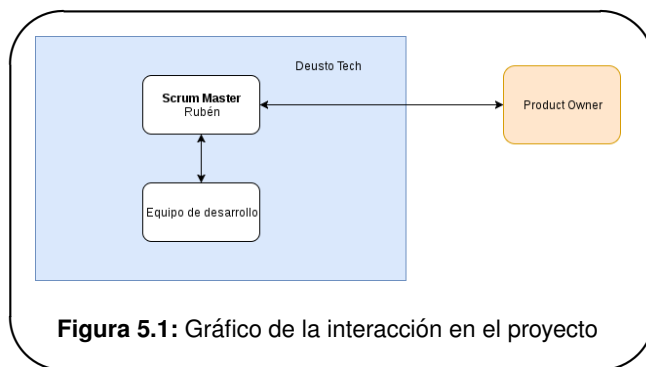 Deusto Tech
Scrum Master
Rubén
Product Owner
Equipo de desarrollo
Figura 5.1: Gráfico de la interacción en el proyecto